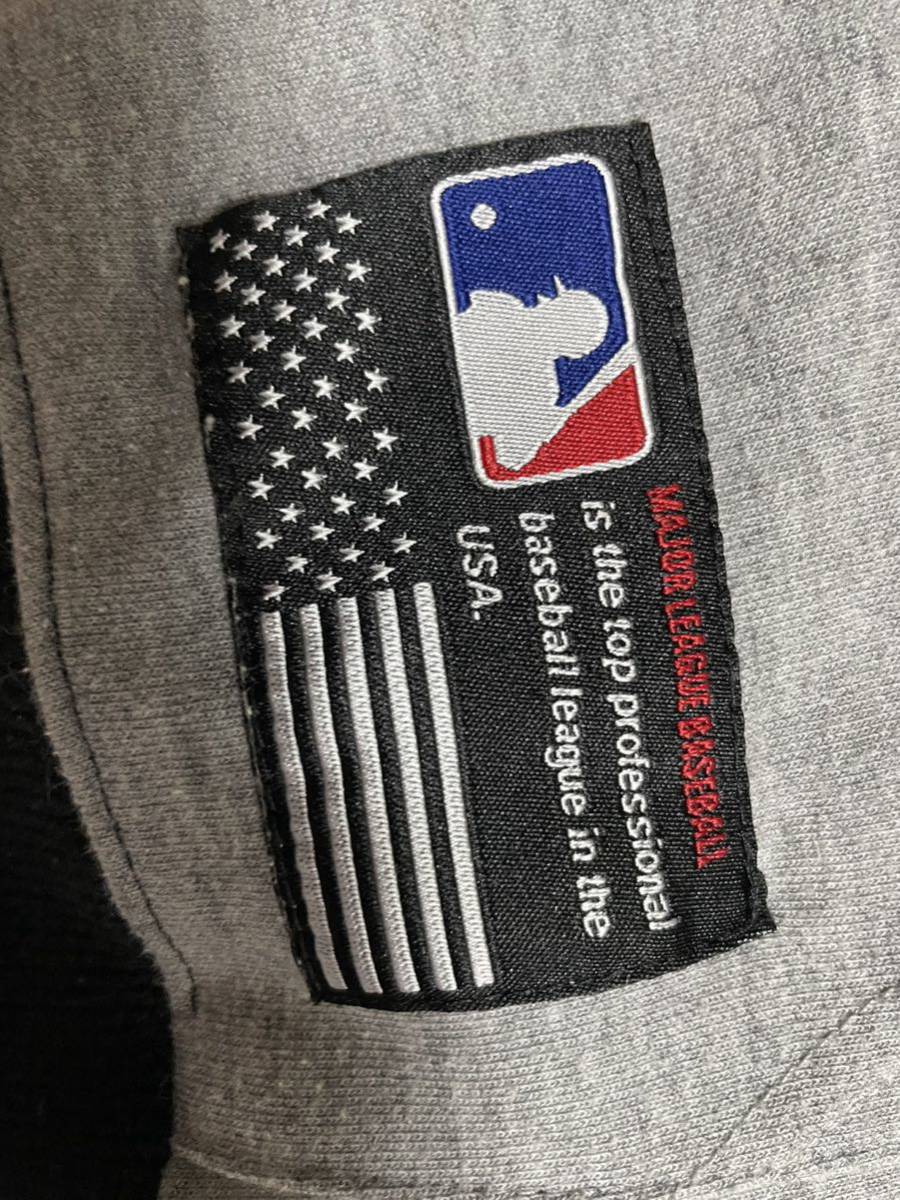 MAJOR LEAGUE BASEBALL
is the top professional
baseball league in the
USA.